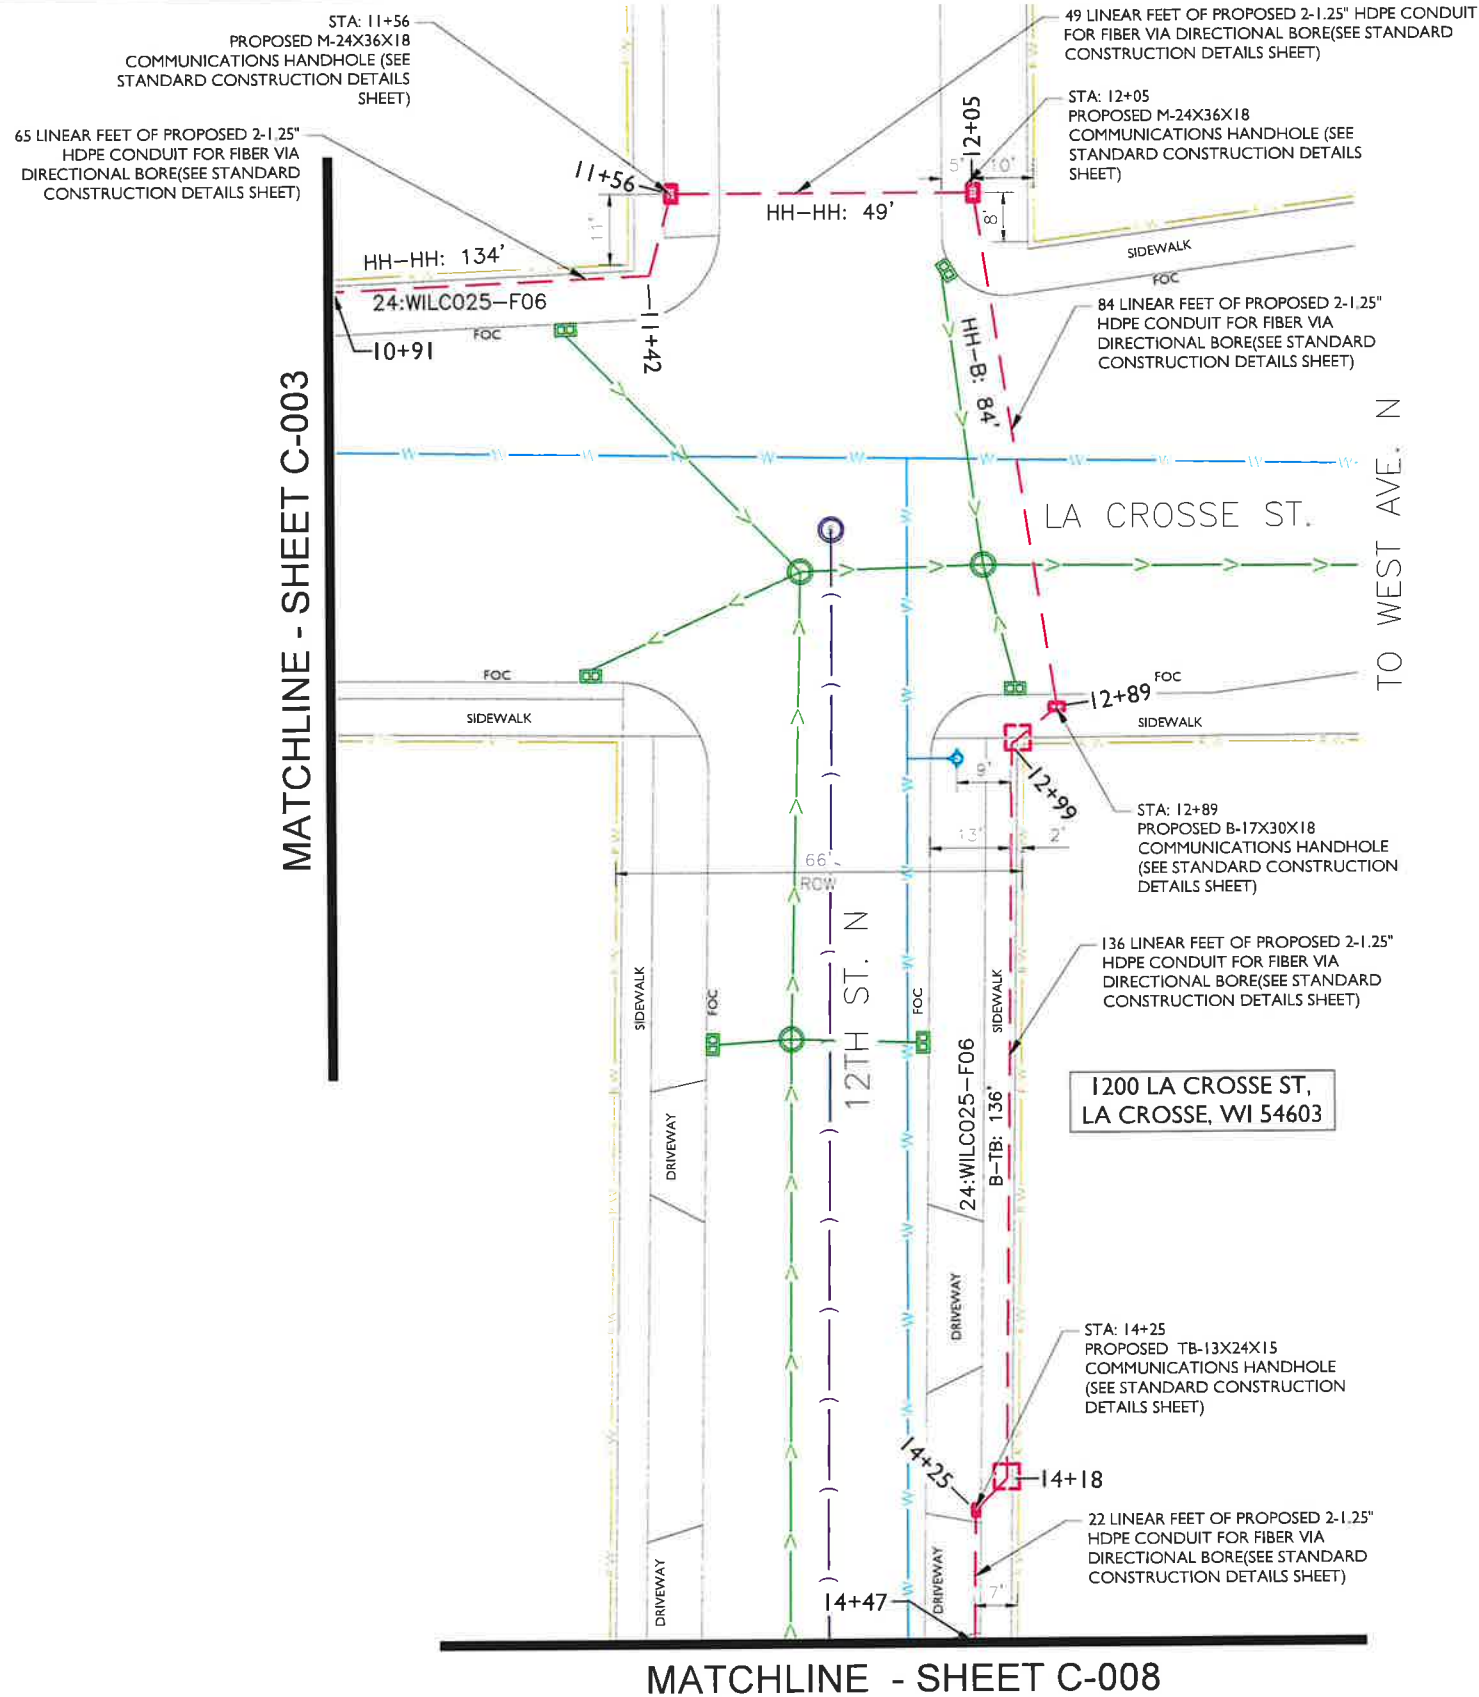 STA: 11+56
PROPOSED M-24X36X18
COMMUNICATIONS HANDHOLE (SEE
STANDARD CONSTRUCTION DETAILS
SHEET)
49 LINEAR FEET OF PROPOSED 2-1.25" HDPE CONDUIT
FOR FIBER VIA DIRECTIONAL BORE(SEE STANDARD
CONSTRUCTION DETAILS SHEET)
65 LINEAR FEET OF PROPOSED 2-1.25"
HDPE CONDUIT FOR FIBER VIA
DIRECTIONAL BORE(SEE STANDARD
CONSTRUCTION DETAILS SHEET)
STA: 12+05
PROPOSED M-24X36X18
COMMUNICATIONS HANDHOLE (SEE
STANDARD CONSTRUCTION DETAILS
SHEET)
11+56
12+05
5'
10'
8'
11'
HH-HH: 49'
HH-HH: 134'
24:WILC025-F06
FOC
10+91
11+42
SIDEWALK
FOC
84 LINEAR FEET OF PROPOSED 2-1.25"
HDPE CONDUIT FOR FIBER VIA
DIRECTIONAL BORE(SEE STANDARD
CONSTRUCTION DETAILS SHEET)
HH-B: 84'
MATCHLINE - SHEET C-003
W W W W W W W W W W W
LA CROSSE ST.
TO WEST AVE. N
FOC
SIDEWALK
FOC
SIDEWALK
12+89
12+99
STA: 12+89
PROPOSED B-17X30X18
COMMUNICATIONS HANDHOLE
(SEE STANDARD CONSTRUCTION
DETAILS SHEET)
13'
2'
66'
ROW
136 LINEAR FEET OF PROPOSED 2-1.25"
HDPE CONDUIT FOR FIBER VIA
DIRECTIONAL BORE(SEE STANDARD
CONSTRUCTION DETAILS SHEET)
SIDEWALK
FOC
12TH ST. N
FOC
SIDEWALK
24:WILC025-F06
B-TB: 136'
1200 LA CROSSE ST,
LA CROSSE, WI 54603
DRIVEWAY
DRIVEWAY
STA: 14+25
PROPOSED TB-13X24X15
COMMUNICATIONS HANDHOLE
(SEE STANDARD CONSTRUCTION
DETAILS SHEET)
14+25
14+18
22 LINEAR FEET OF PROPOSED 2-1.25"
HDPE CONDUIT FOR FIBER VIA
DIRECTIONAL BORE(SEE STANDARD
CONSTRUCTION DETAILS SHEET)
DRIVEWAY
DRIVEWAY
7'
14+47
MATCHLINE - SHEET C-008